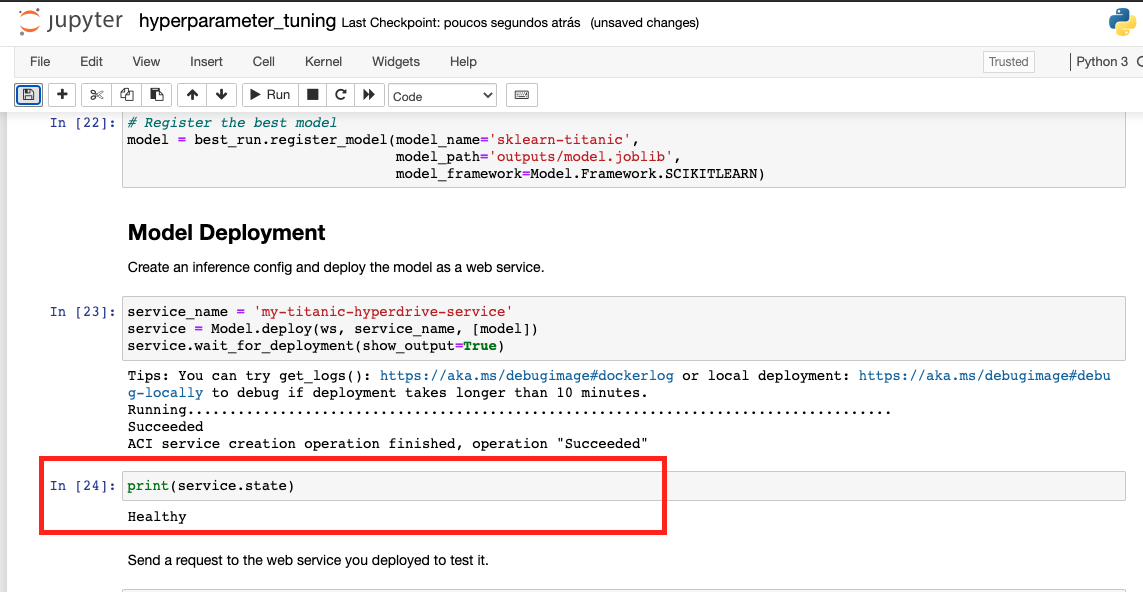 jupyter hyperparameter_tuning Last Checkpoint: poucos segundos atrás (unsaved changes)
File Edit View Insert Cell Kernel Widgets Help Trusted Python 3
Run Code
In [22]: # Register the best model
model = best_run.register_model(model_name='sklearn-titanic',
model_path='outputs/model.joblib',
model_framework=Model.Framework.SCIKITLEARN)
Model Deployment
Create an inference config and deploy the model as a web service.
In [23]: service_name = 'my-titanic-hyperdrive-service'
service = Model.deploy(ws, service_name, [model])
service.wait_for_deployment(show_output=True)
Tips: You can try get_logs(): https://aka.ms/debugimage#dockerlog or local deployment: https://aka.ms/debugimage#debu
g-locally to debug if deployment takes longer than 10 minutes.
Running....................................................................................
Succeeded
ACI service creation operation finished, operation "Succeeded"
In [24]: print(service.state)
Healthy
Send a request to the web service you deployed to test it.